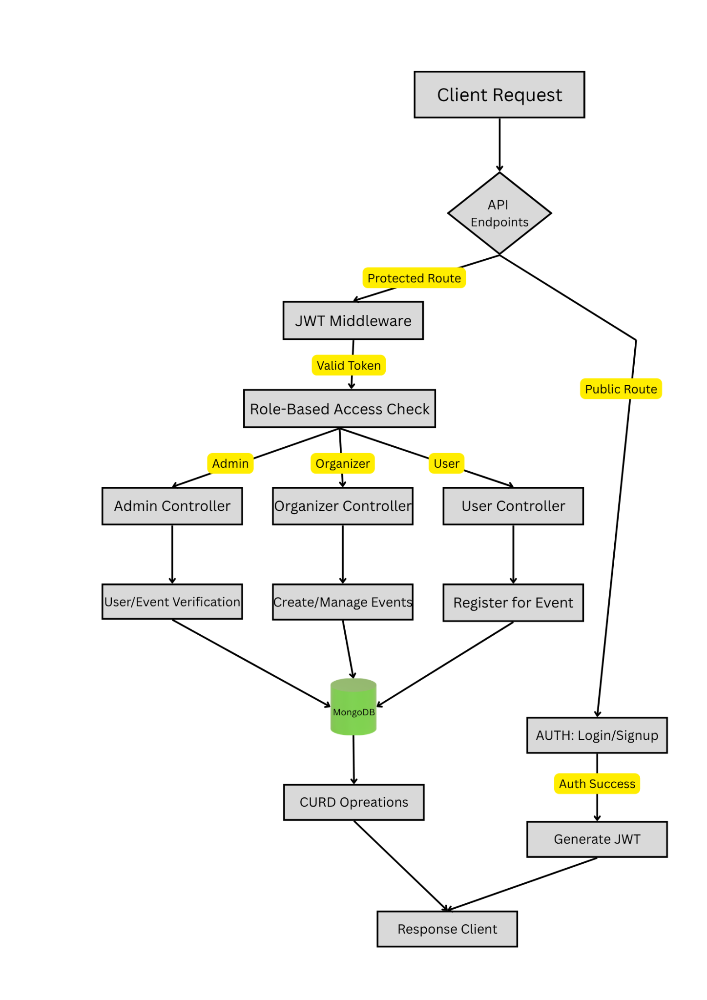 Client Request
API
Endpoints
Protected Route
JWT Middleware
Valid Token
Public Route
Role-Based Access Check
Admin
Organizer
User
Admin Controller
Organizer Controller
User Controller
User/Event Verification
Create/Manage Events
Register for Event
MongoDB
AUTH: Login/Signup
Auth Success
CURD Opreations
Generate JWT
Response Client